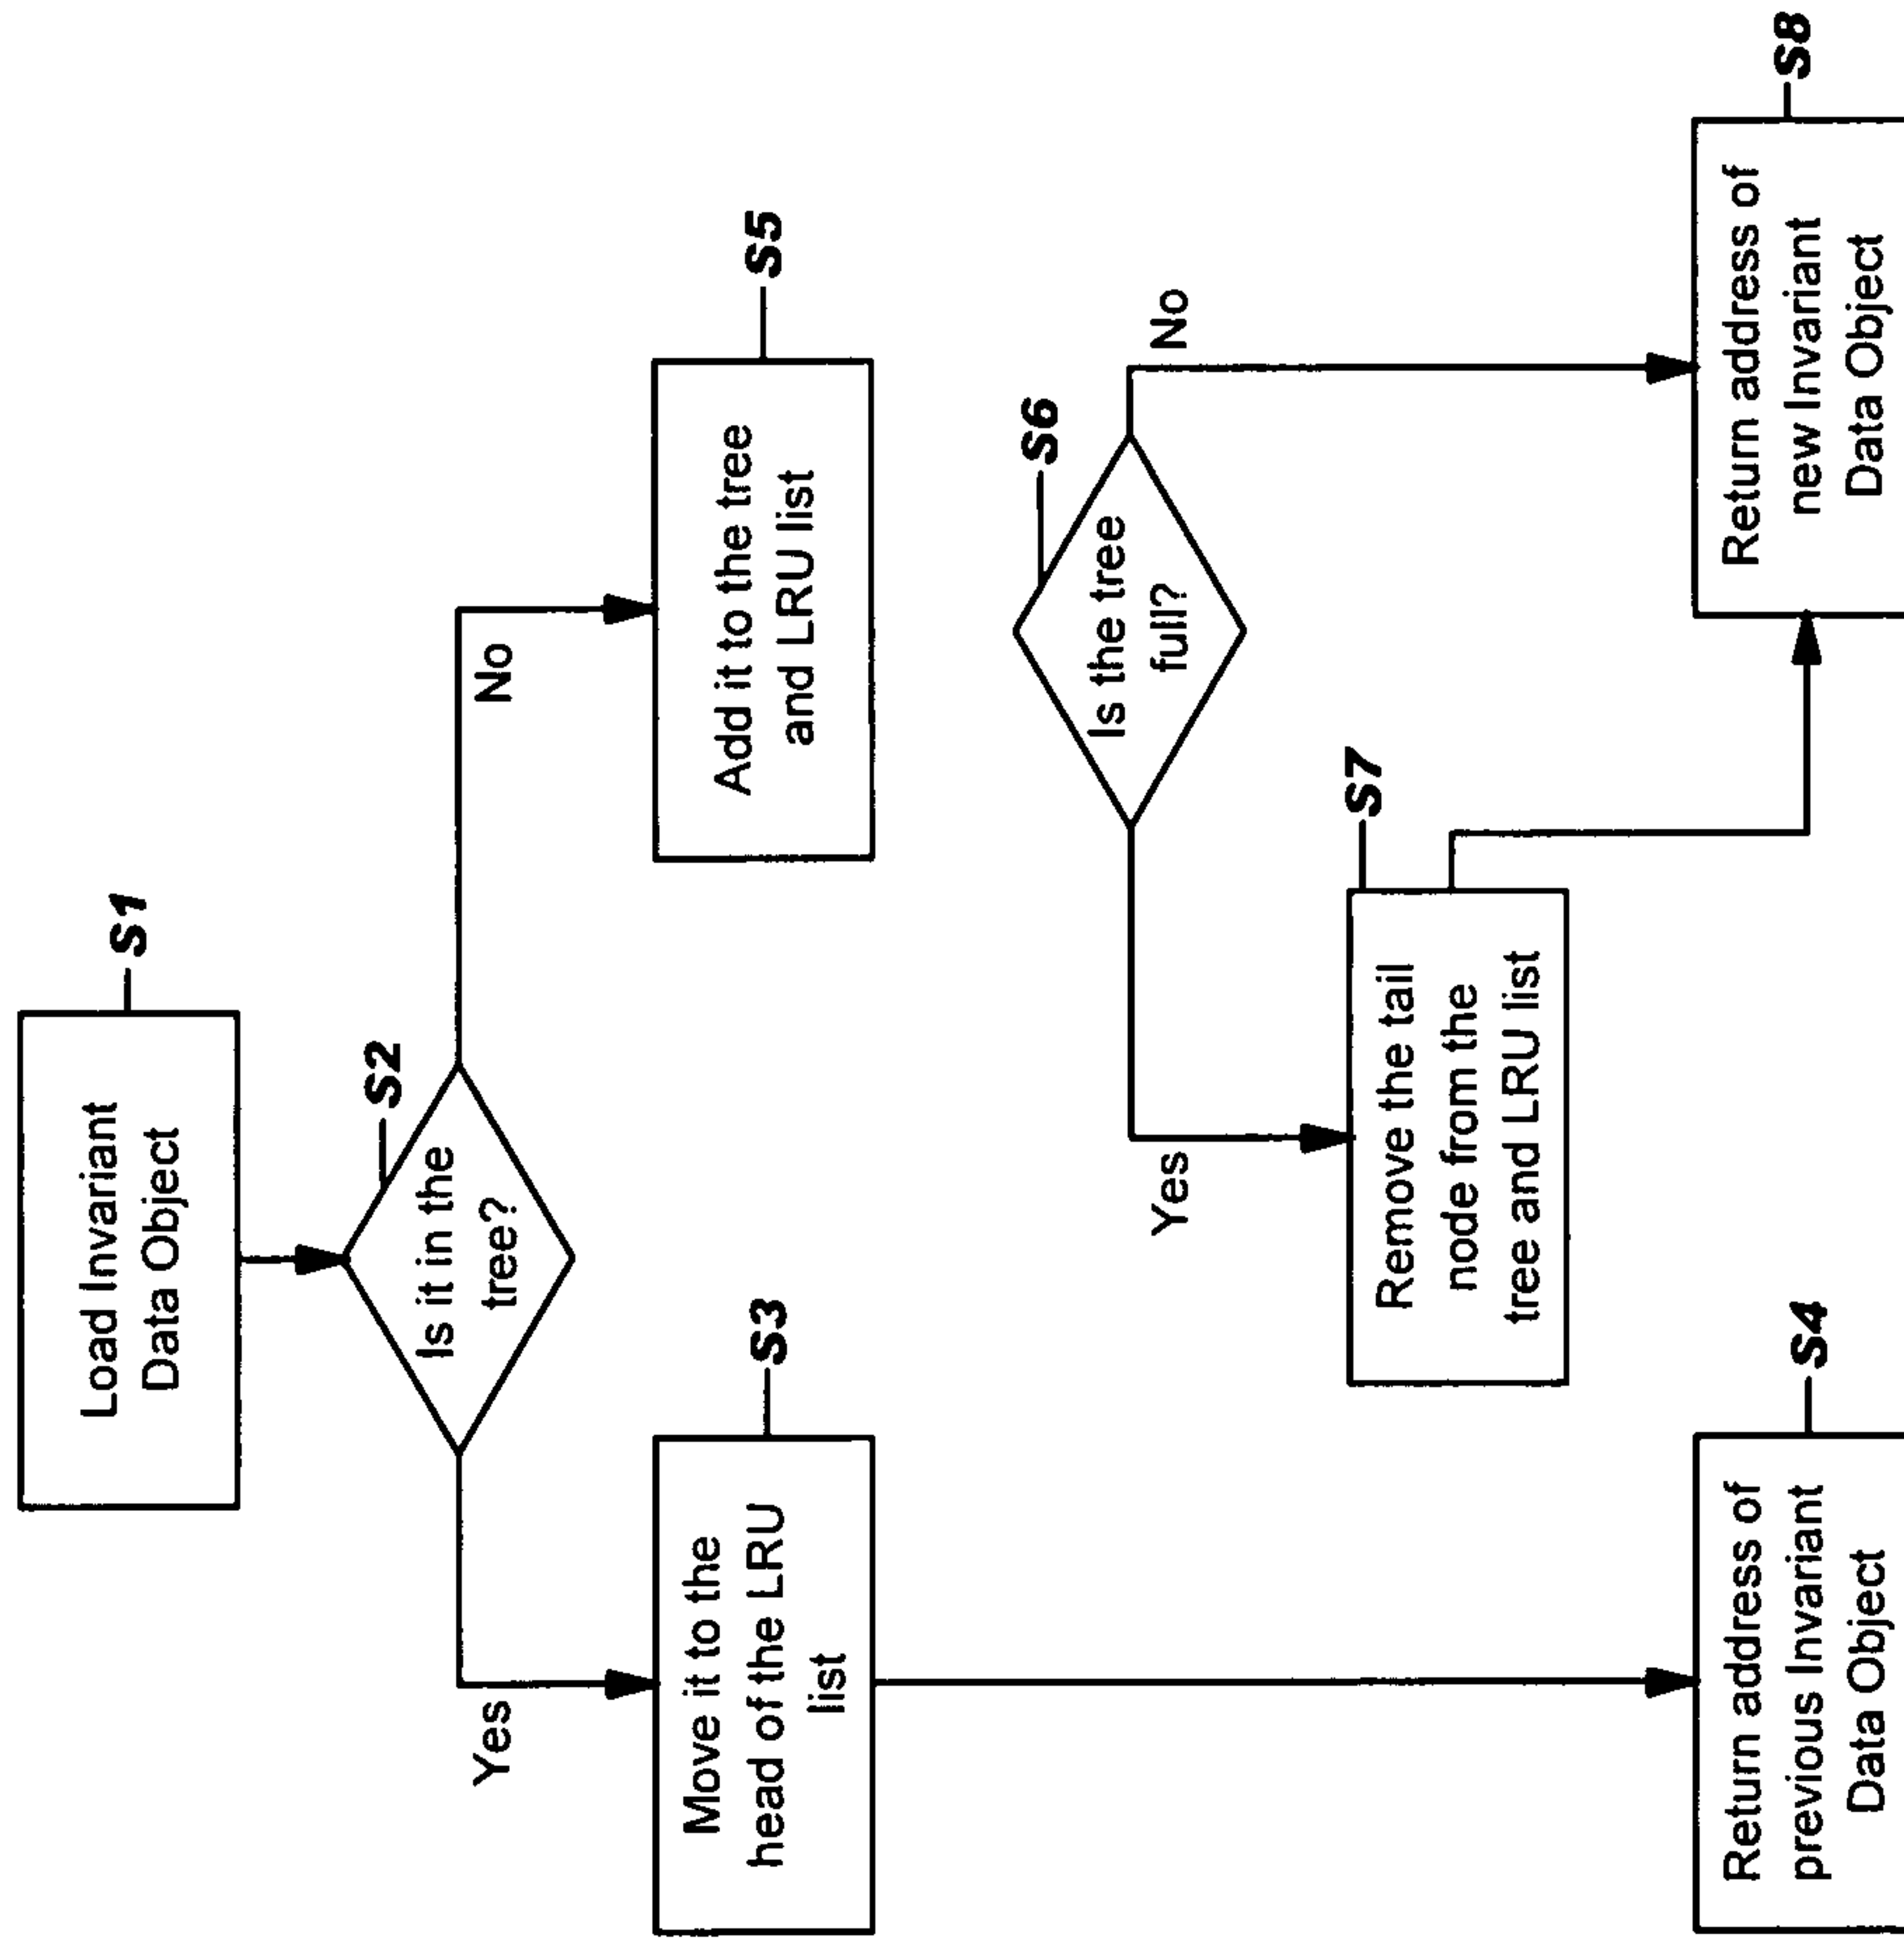 Load Invariant
Data Object
S1
Is it in the
tree?
S2
Yes
No
Move it to the
head of the LRU
list
S3
Add it to the tree
and LRU list
S5
Is the tree
full?
S6
Yes
No
Remove the tail
node from the
tree and LRU list
S7
Return address of
previous Invariant
Data Object
S4
Return address of
new Invariant
Data Object
S8